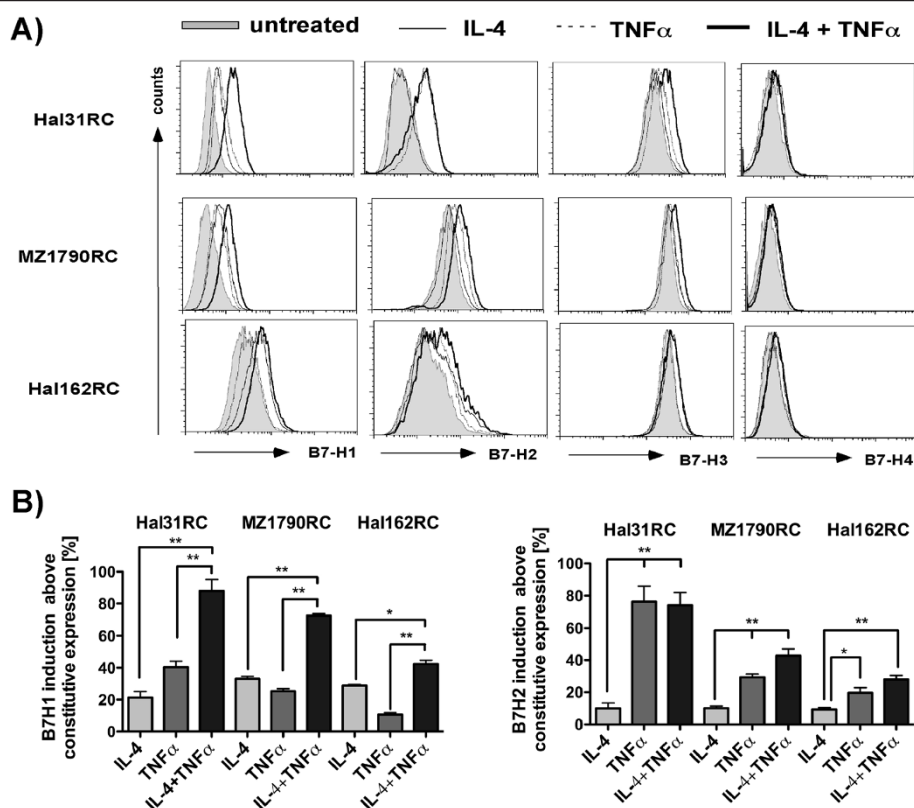 A)
untreated IL-4 TNFα IL-4 + TNFα
counts
Hal31RC
MZ1790RC
Hal162RC
B7-H1 B7-H2 B7-H3 B7-H4
B)
Hal31RC MZ1790RC Hal162RC
B7H1 induction above
constitutive expression [%]
100
80
60
40
20
0
** ** ** ** * **
IL-4 TNFα IL-4+TNFα IL-4 TNFα IL-4+TNFα IL-4 TNFα IL-4+TNFα
Hal31RC MZ1790RC Hal162RC
B7H2 induction above
constitutive expression [%]
100
80
60
40
20
0
** ** * **
IL-4 TNFα IL-4+TNFα IL-4 TNFα IL-4+TNFα IL-4 TNFα IL-4+TNFα